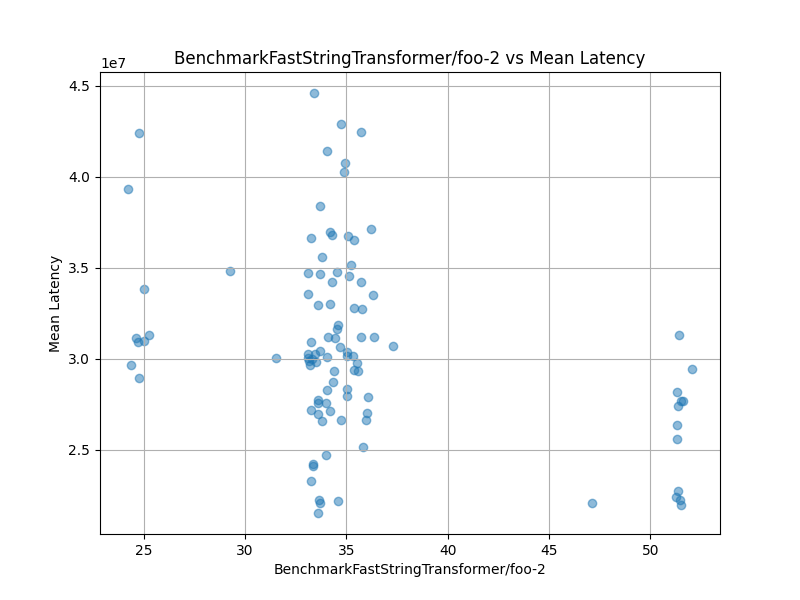 BenchmarkFastStringTransformer/foo-2 vs Mean Latency
1e7
4.5
4.0
3.5
3.0
2.5
Mean Latency
25 30 35 40 45 50
BenchmarkFastStringTransformer/foo-2